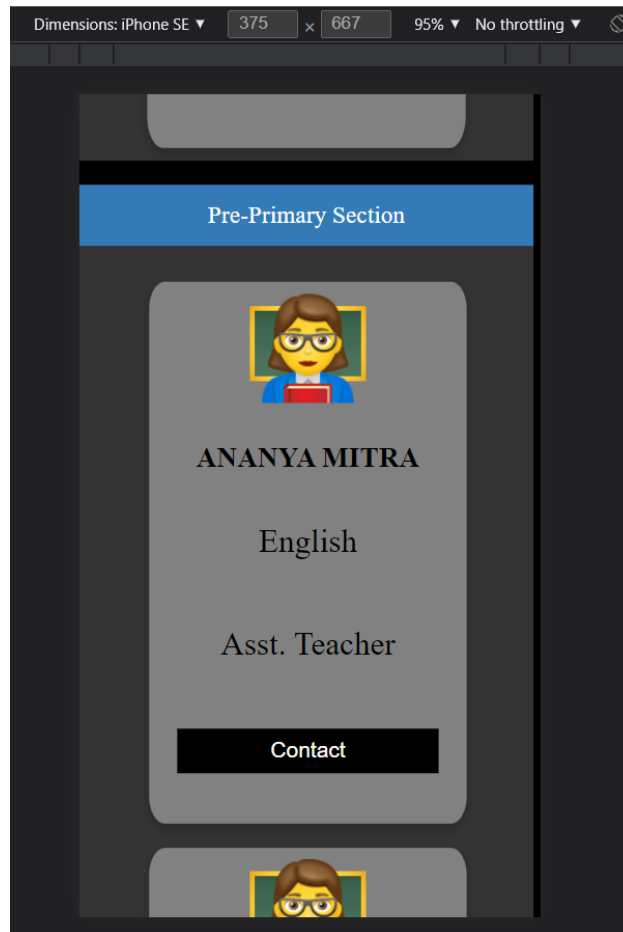 Dimensions: iPhone SE ▼ 375 × 667 95% ▼ No throttling ▼
Pre-Primary Section
ANANYA MITRA
English
Asst. Teacher
Contact